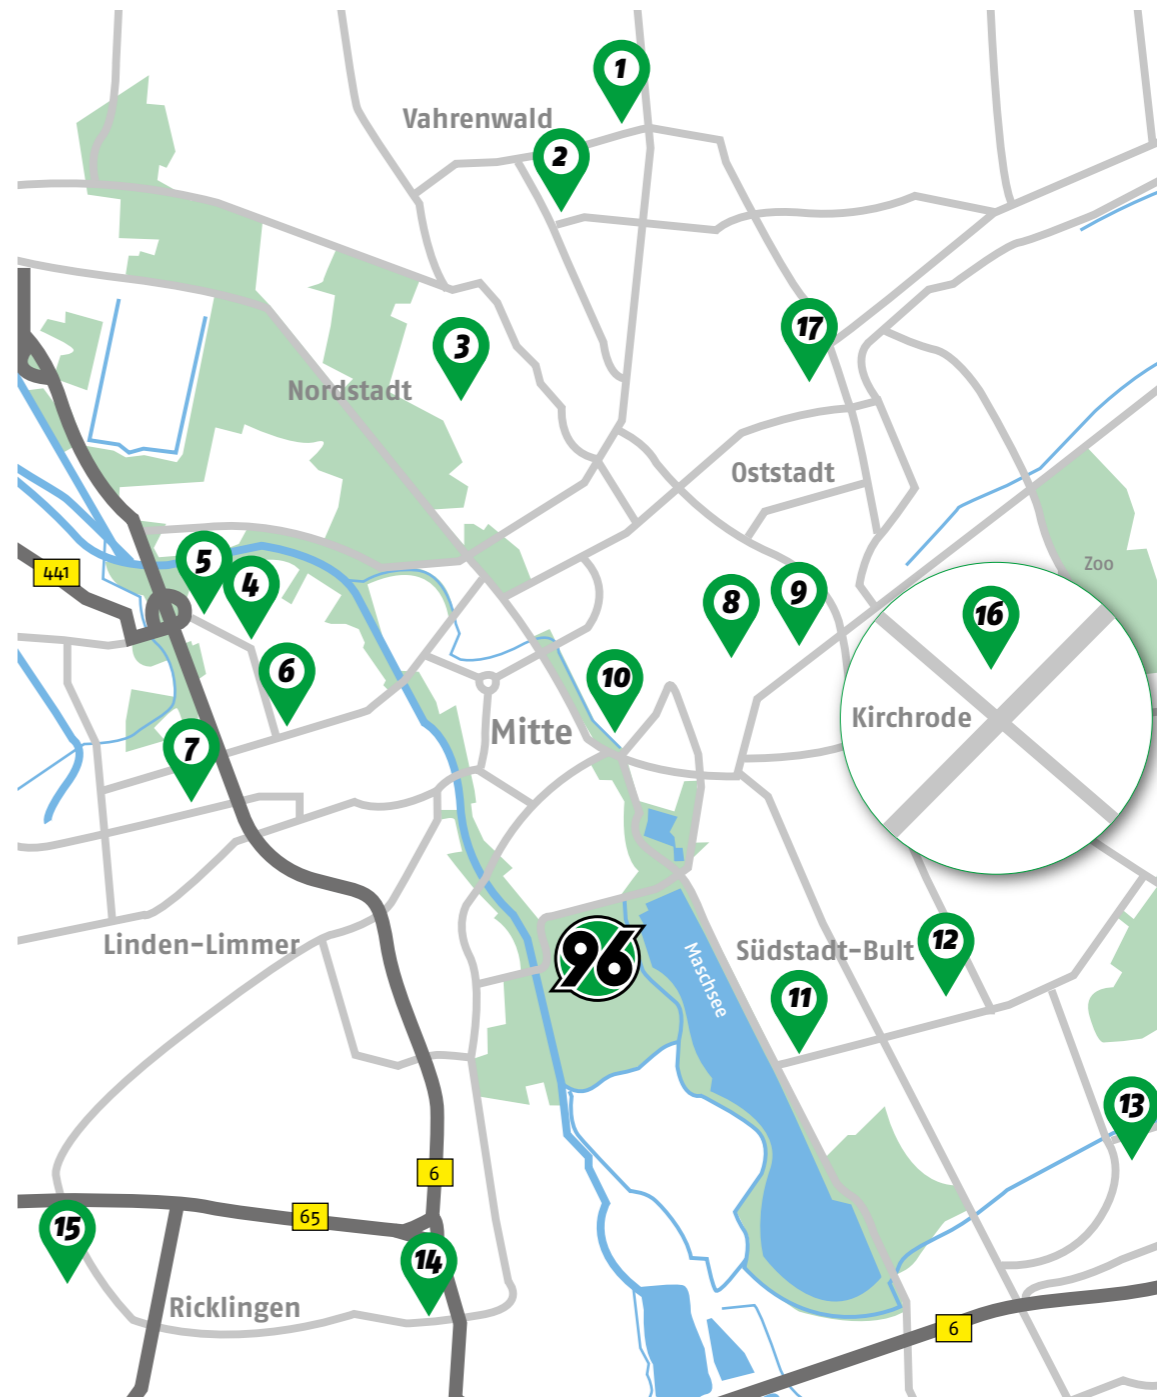 1
Vahrenwald
2
17
3
Nordstadt
Oststadt
5
441
4
Zoo
8
9
16
6
10
Kirchrode
Mitte
7
Linden-Limmer
96
Maschsee
Südstadt-Bult
12
11
13
6
65
15
14
Ricklingen
6